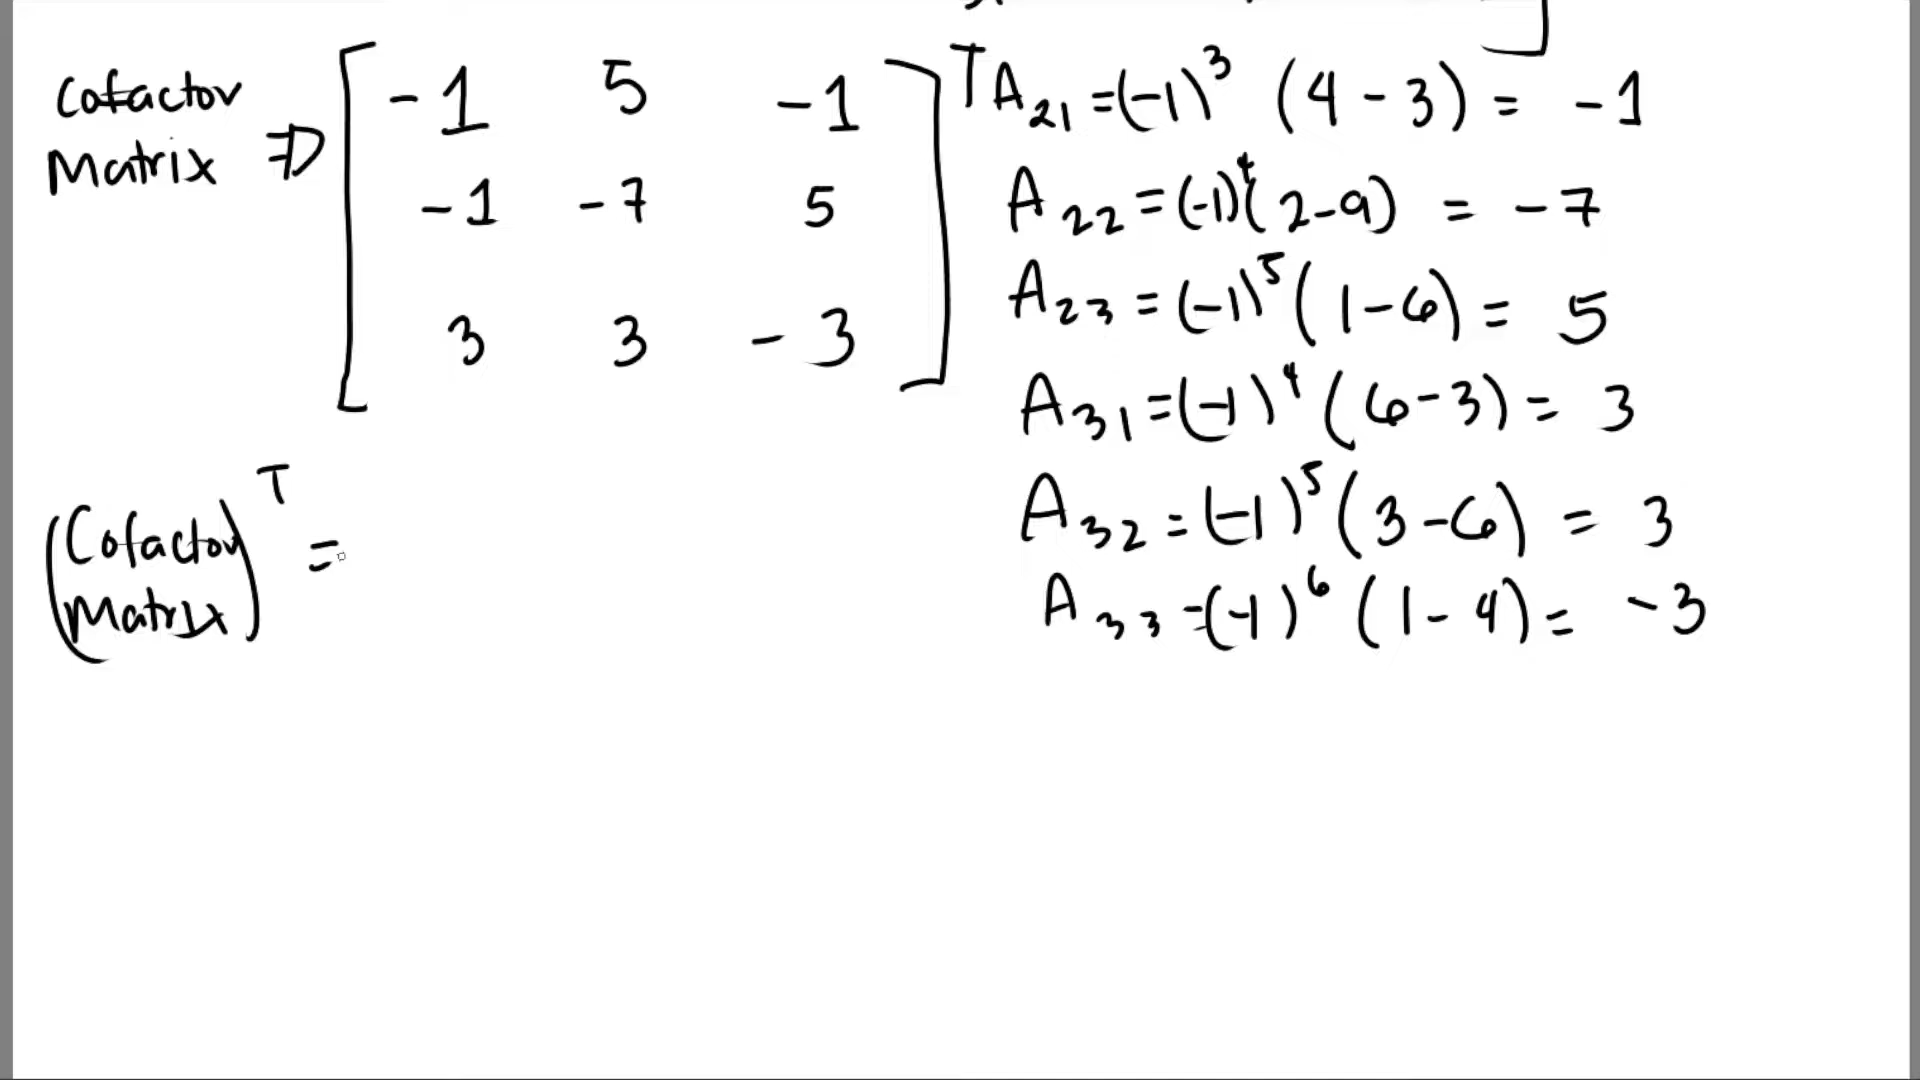 Cofactor Matrix ⇒ [ -1 5 -1 ] T
-1 -7 5
3 3 -3
A21 = (-1)^3 (4 - 3) = -1
A22 = (-1)^4 (2 - 9) = -7
A23 = (-1)^5 (1 - 6) = 5
A31 = (-1)^4 (6 - 3) = 3
A32 = (-1)^5 (3 - 6) = 3
A33 = (-1)^6 (1 - 4) = -3
(Cofactor Matrix)^T =